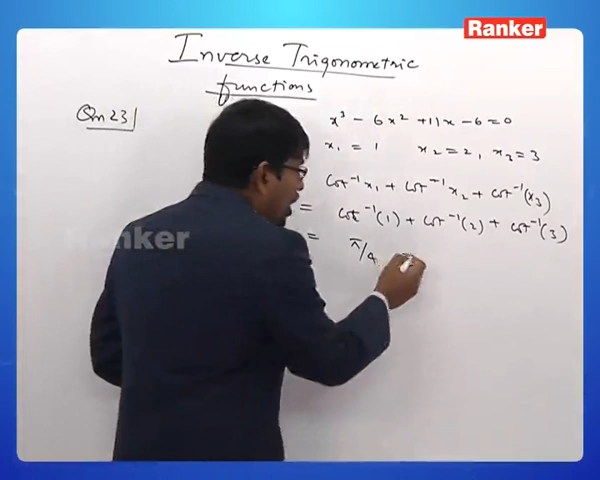 Ranker
Inverse Trigonometric
functions
Qn 23
x³ - 6x² + 11x - 6 = 0
x₁ = 1 x₂ = 2, x₃ = 3
cot⁻¹ x₁ + cot⁻¹ x₂ + cot⁻¹(x₃)
= cot⁻¹(1) + cot⁻¹(2) + cot⁻¹(3)
= π/4
Ranker